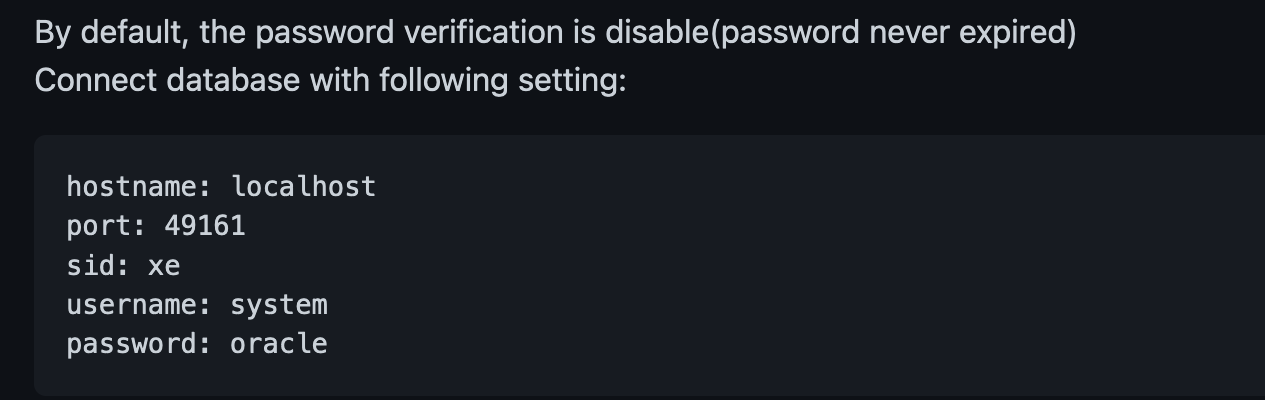 By default, the password verification is disable(password never expired)
Connect database with following setting:
hostname: localhost
port: 49161
sid: xe
username: system
password: oracle